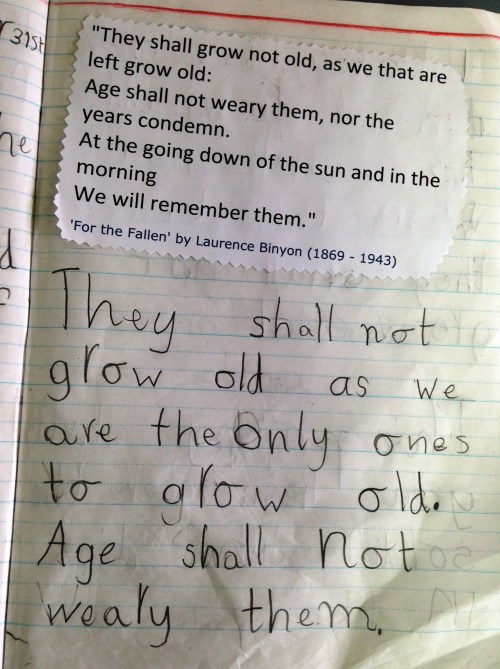 r 31st
"They shall grow not old, as we that are
left grow old:
Age shall not weary them, nor the
years condemn.
At the going down of the sun and in the
morning
We will remember them."
'For the Fallen' by Laurence Binyon (1869 - 1943)
They shall not
grow old as we
are the only ones
to grow old.
Age shall not
weary them.